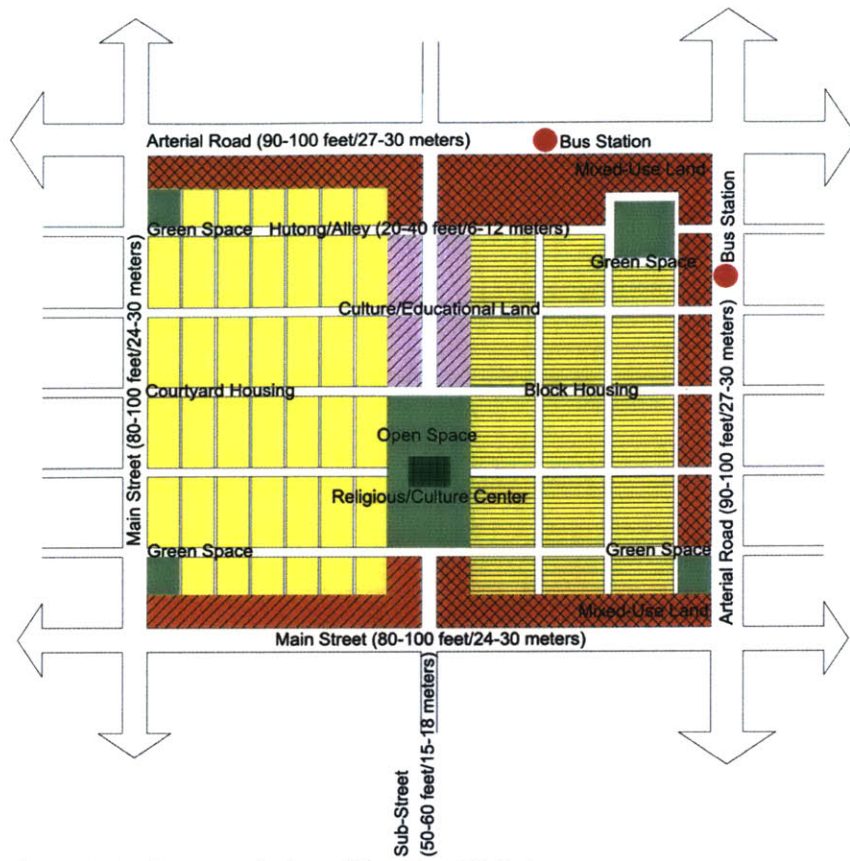 Arterial Road (90-100 feet/27-30 meters)
Bus Station
Mixed-Use Land
Bus Station
Green Space
Hutong/Alley (20-40 feet/6-12 meters)
Green Space
Main Street (80-100 feet/24-30 meters)
Culture/Educational Land
Courtyard Housing
Block Housing
Arterial Road (90-100 feet/27-30 meters)
Open Space
Religious/Culture Center
Green Space
Green Space
Mixed-Use Land
Main Street (80-100 feet/24-30 meters)
Sub-Street
(50-60 feet/15-18 meters)